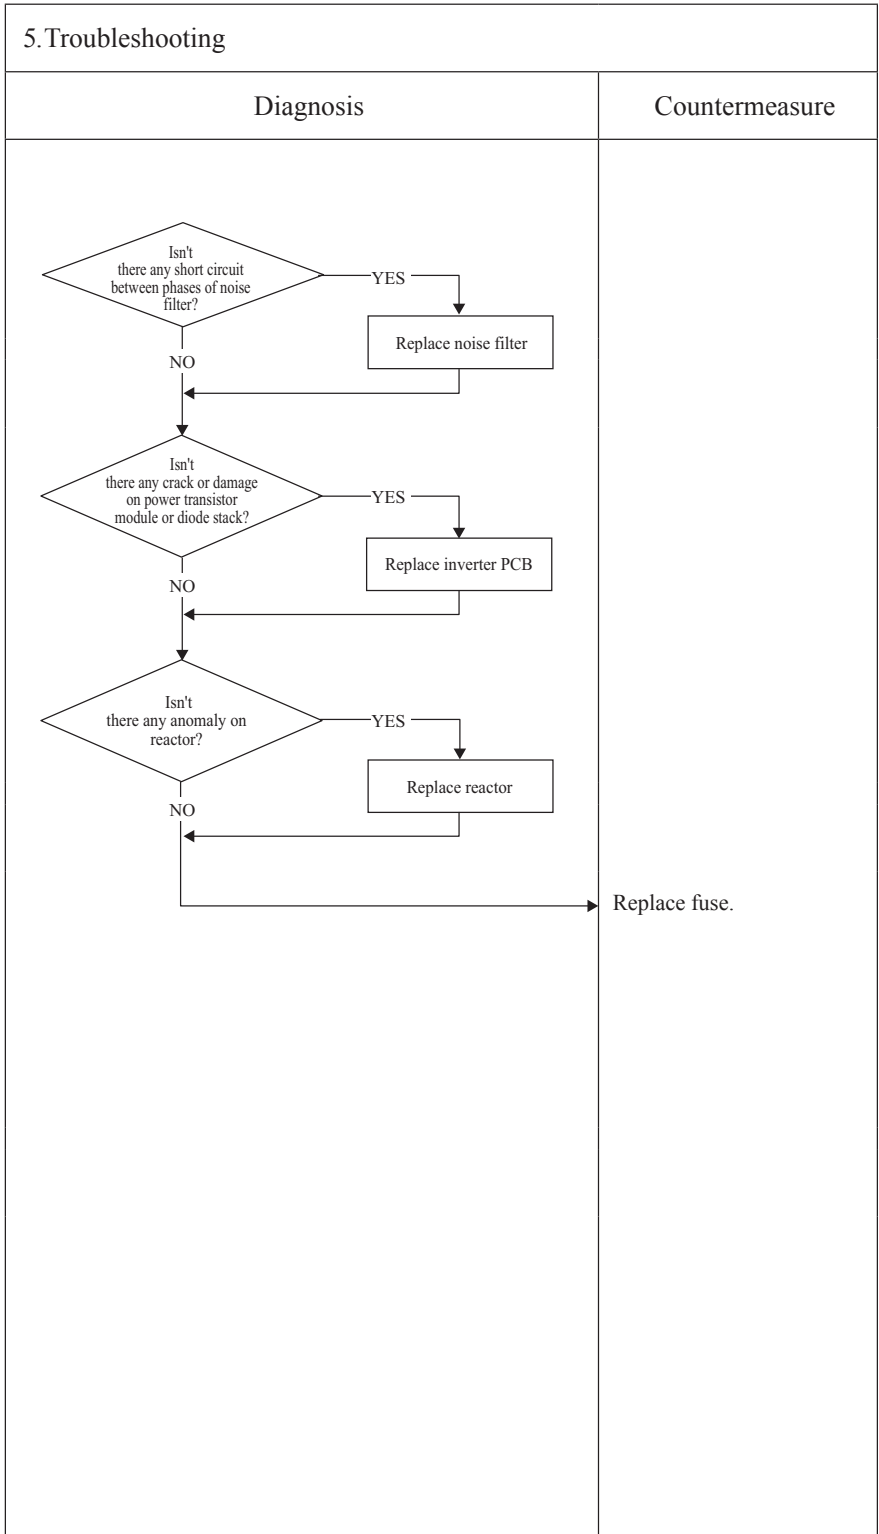 5.Troubleshooting
Diagnosis
Countermeasure
Isn't
there any short circuit
between phases of noise
filter?
YES
Replace noise filter
NO
Isn't
there any crack or damage
on power transistor
module or diode stack?
YES
Replace inverter PCB
NO
Isn't
there any anomaly on
reactor?
YES
Replace reactor
NO
Replace fuse.